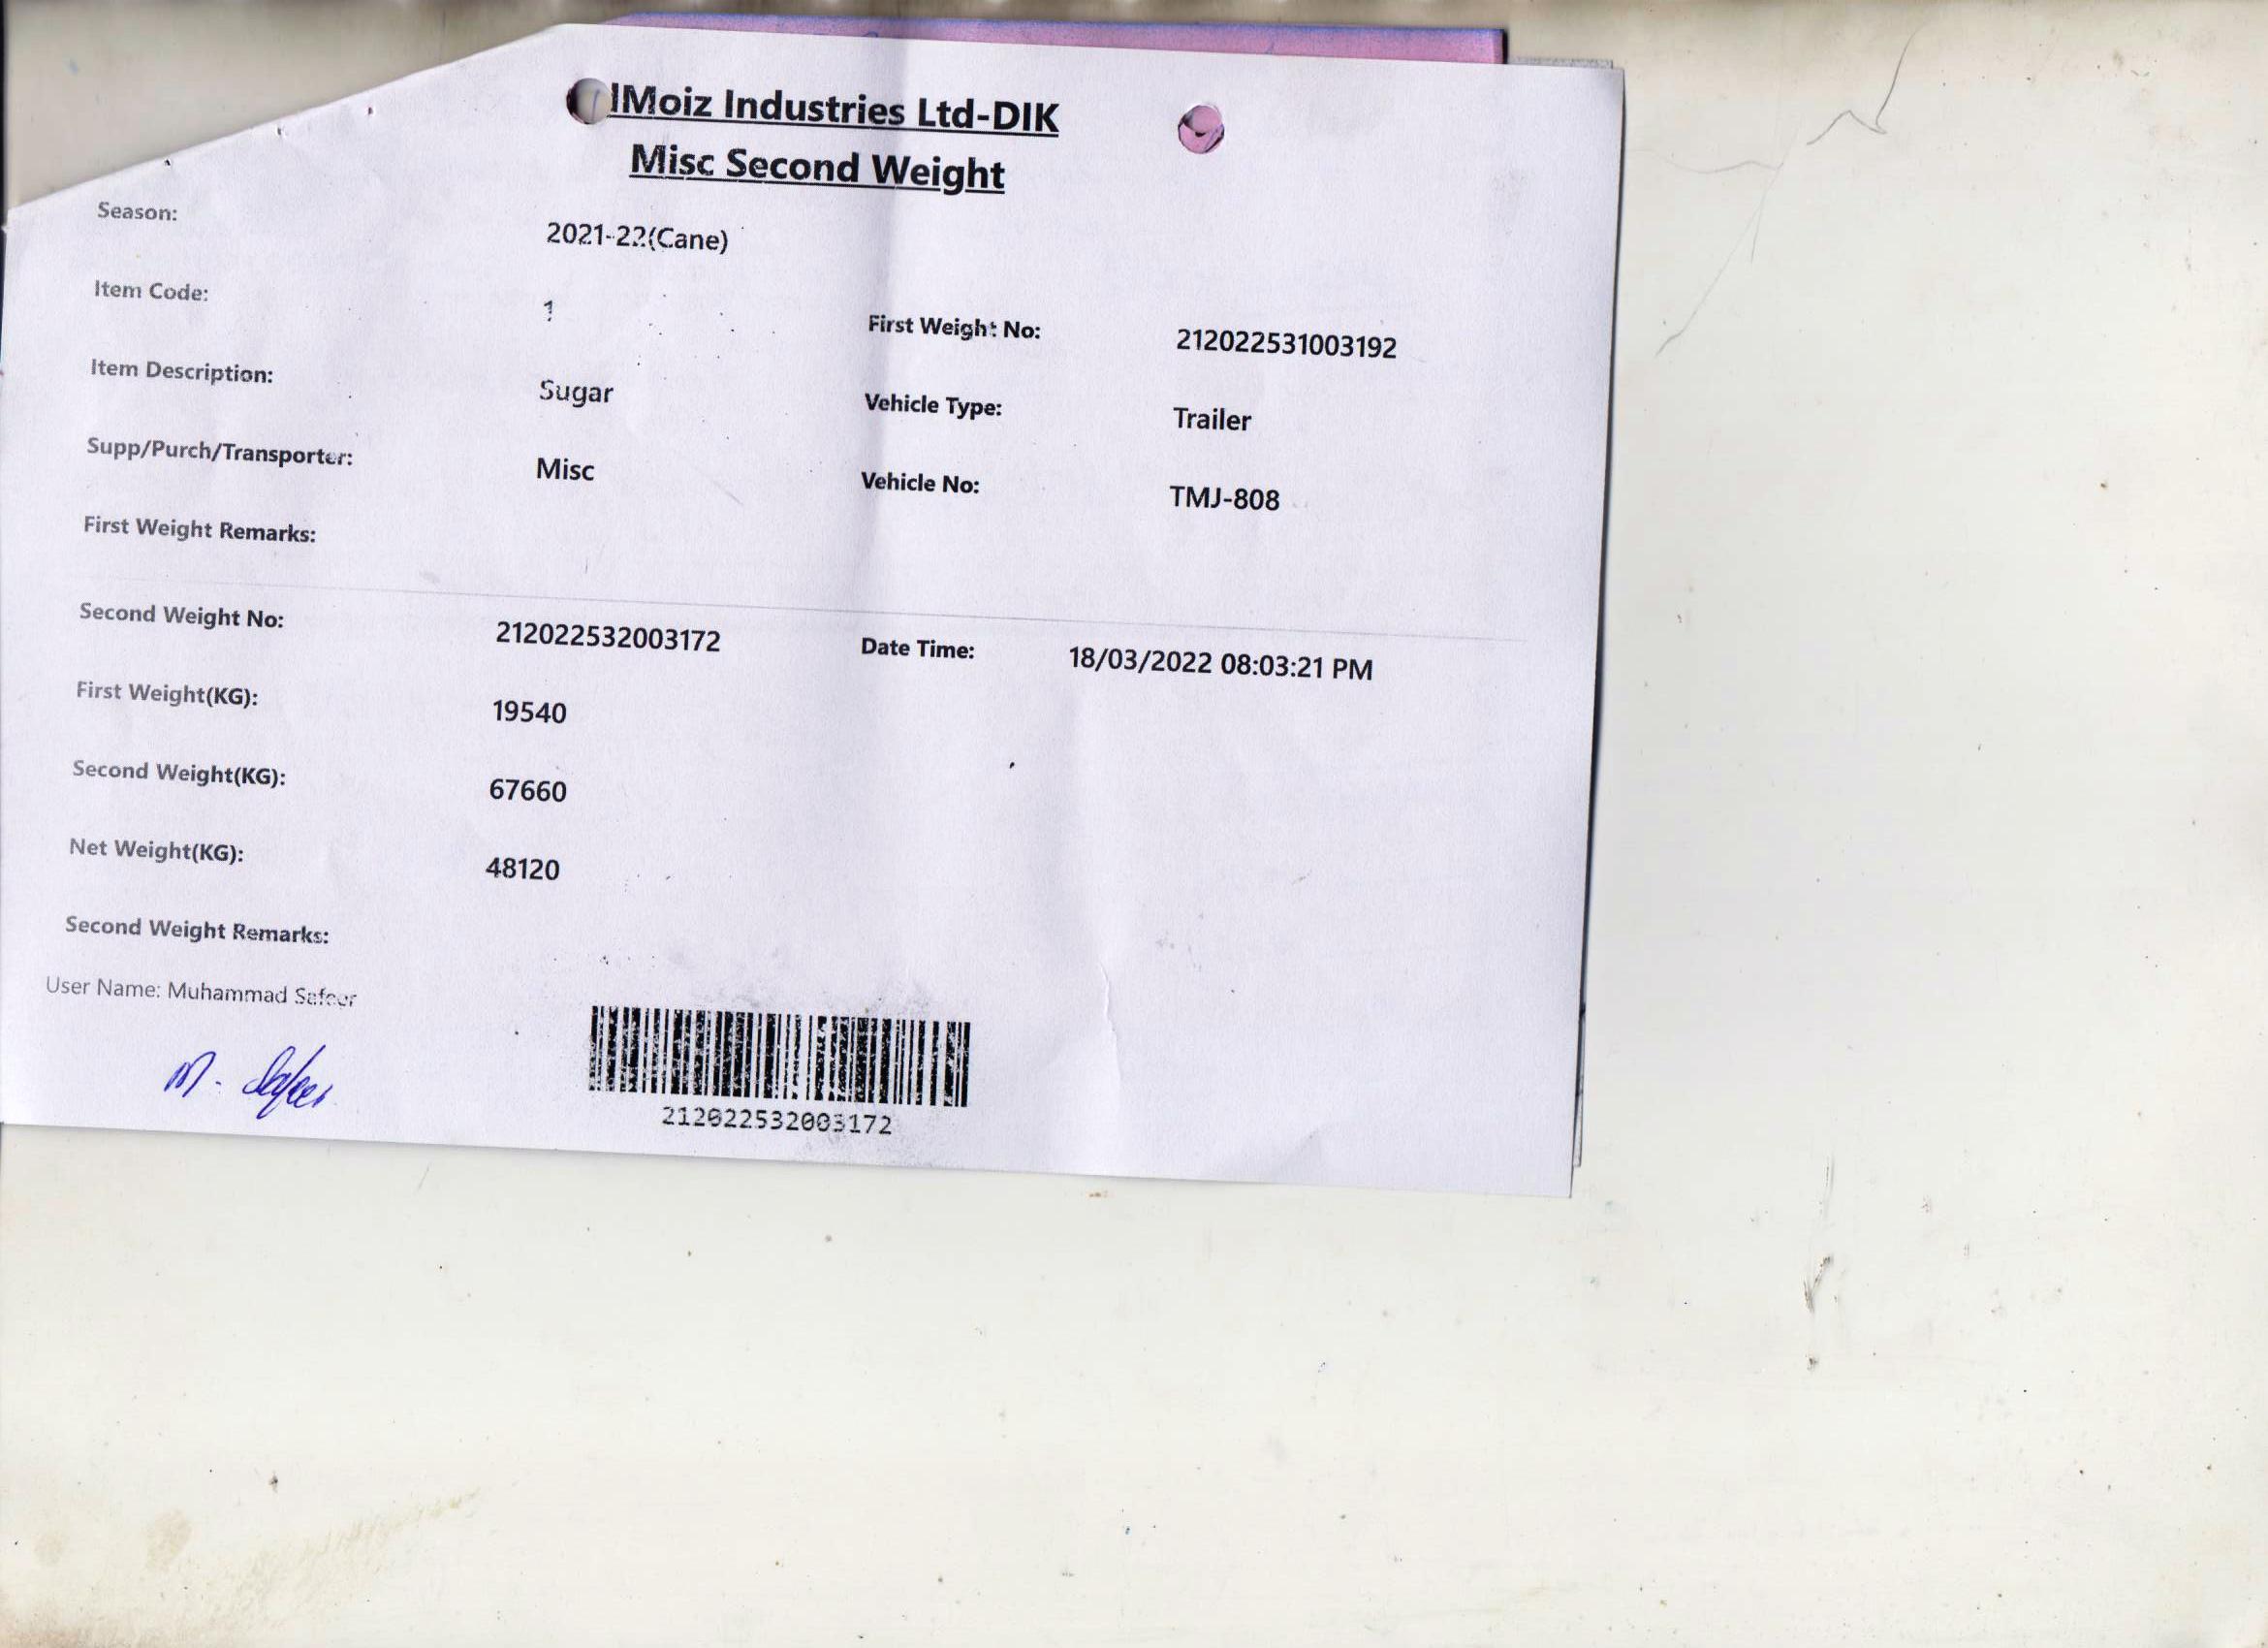 lMoiz Industries Ltd-DIK
Misc Second Weight
Season: 2021-22(Cane)
Item Code: 1 First Weight No: 212022531003192
Item Description: Sugar Vehicle Type: Trailer
Supp/Purch/Transporter: Misc Vehicle No: TMJ-808
First Weight Remarks:
Second Weight No: 212022532003172 Date Time: 18/03/2022 08:03:21 PM
First Weight(KG): 19540
Second Weight(KG): 67660
Net Weight(KG): 48120
Second Weight Remarks:
User Name: Muhammad Safeer
M. Safeer
212022532003172